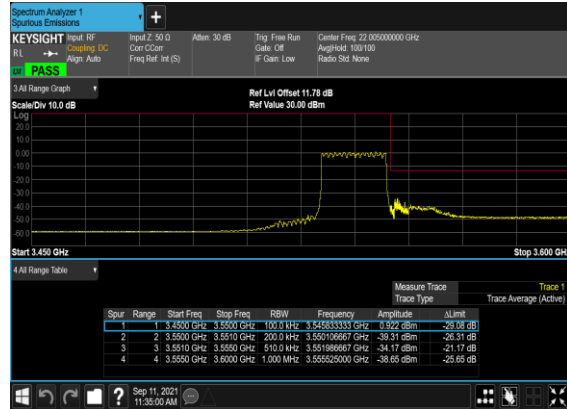 Spectrum Analyzer 1
Spurious Emissions
KEYSIGHT Input: RF Input Z: 50 Ω Atten: 30 dB Trig: Free Run Center Freq: 22.005000000 GHz
RL Coupling: DC Corr CCorr Gate: Off Avg|Hold: 100/100
Align: Auto Freq Ref: Int (S) IF Gain: Low Radio Std: None
PASS
3 All Range Graph Ref Lvl Offset 11.78 dB
Scale/Div 10.0 dB Ref Value 30.00 dBm
Log
20.0
10.0
0.00
-10.0
-20.0
-30.0
-40.0
-50.0
-60.0
Start 3.450 GHz Stop 3.600 GH
4 All Range Table
Measure Trace Trace 1
Trace Type Trace Average (Active)
Spur Range Start Freq Stop Freq RBW Frequency Amplitude ΔLimit
1 1 3.4500 GHz 3.5500 GHz 100.0 kHz 3.545833333 GHz 0.922 dBm -29.08 dB
2 2 3.5500 GHz 3.5510 GHz 200.0 kHz 3.550106667 GHz -39.31 dBm -26.31 dB
3 3 3.5510 GHz 3.5550 GHz 510.0 kHz 3.551986667 GHz -34.17 dBm -21.17 dB
4 4 3.5550 GHz 3.6000 GHz 1.000 MHz 3.555525000 GHz -38.65 dBm -25.65 dB
? Sep 11, 2021
11:35:00 AM